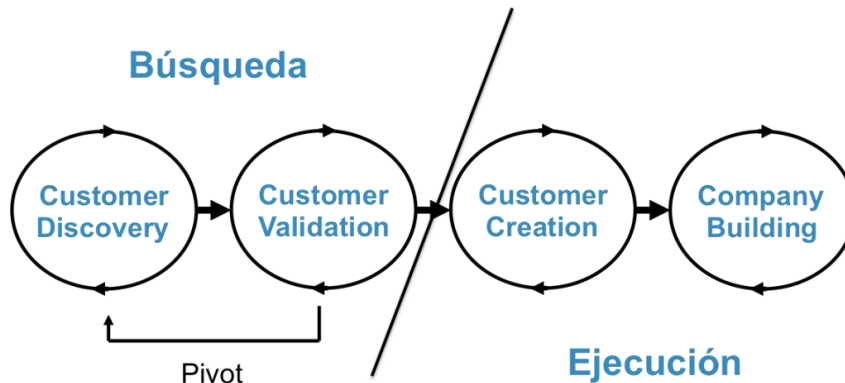 Búsqueda
Customer
Discovery
Customer
Validation
Customer
Creation
Company
Building
Pivot
Ejecución